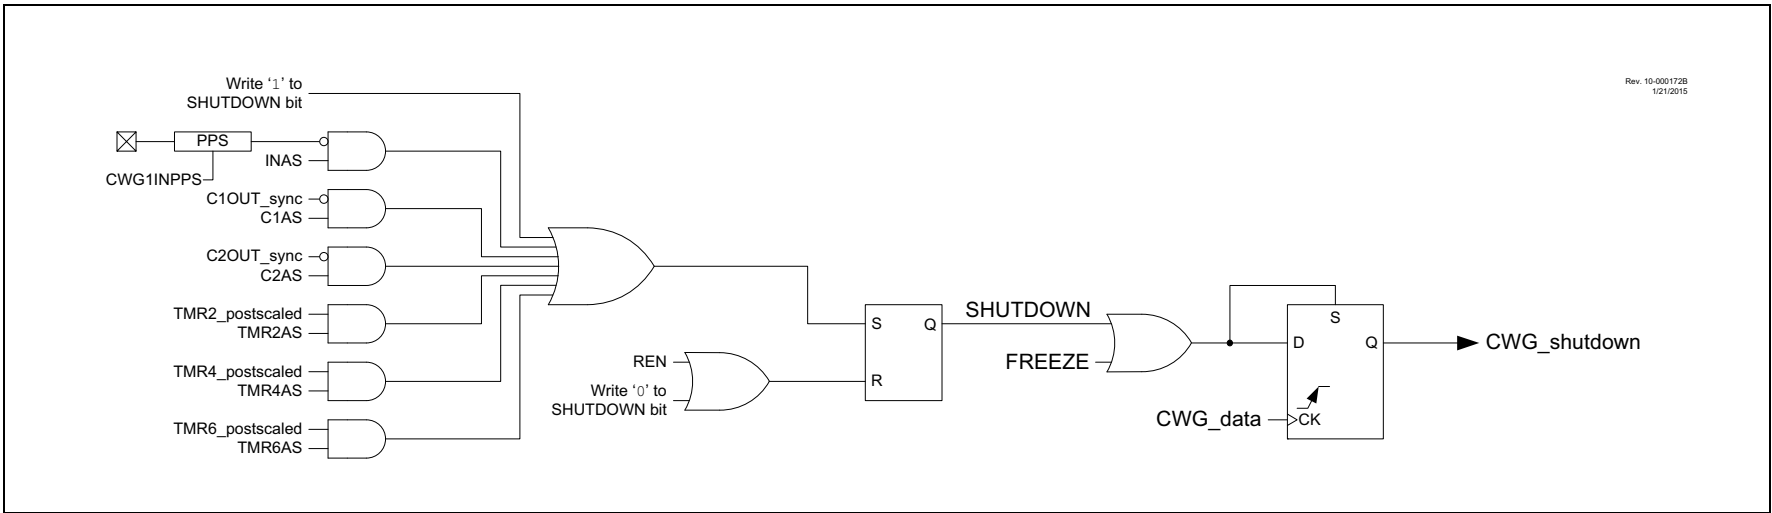 Write ‘1’ to
SHUTDOWN bit
Rev. 10-000172B
1/21/2015
PPS
INAS
CWG1INPPS
C1OUT_sync
C1AS
C2OUT_sync
C2AS
TMR2_postscaled
TMR2AS
TMR4_postscaled
TMR4AS
TMR6_postscaled
TMR6AS
REN
Write ‘0’ to
SHUTDOWN bit
S
Q
R
SHUTDOWN
FREEZE
S
D
Q
CWG_data
CK
CWG_shutdown